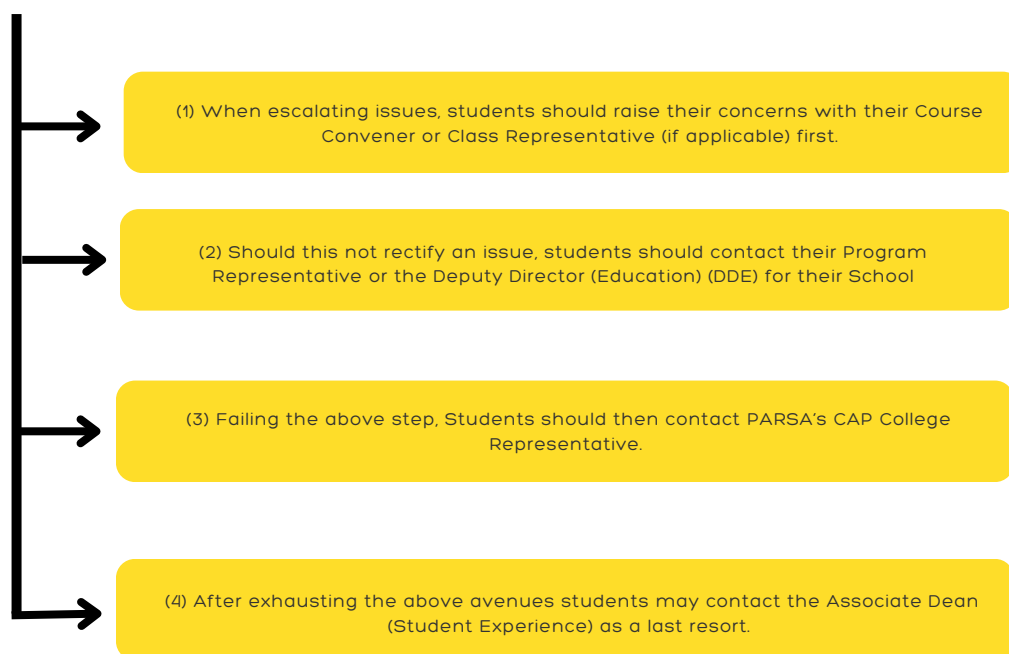 (1) When escalating issues, students should raise their concerns with their Course
Convener or Class Representative (if applicable) first.
(2) Should this not rectify an issue, students should contact their Program
Representative or the Deputy Director (Education) (DDE) for their School
(3) Failing the above step, Students should then contact PARSA's CAP College
Representative.
(4) After exhausting the above avenues students may contact the Associate Dean
(Student Experience) as a last resort.